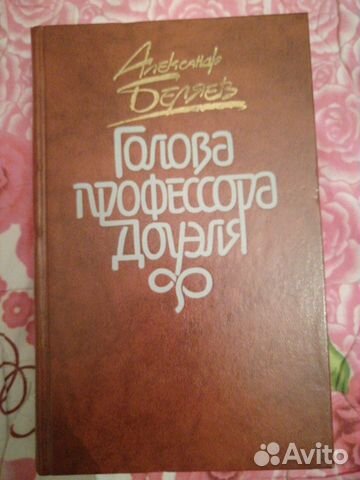 Александр
Беляев
Голова
профессора
Доуэля
Avito